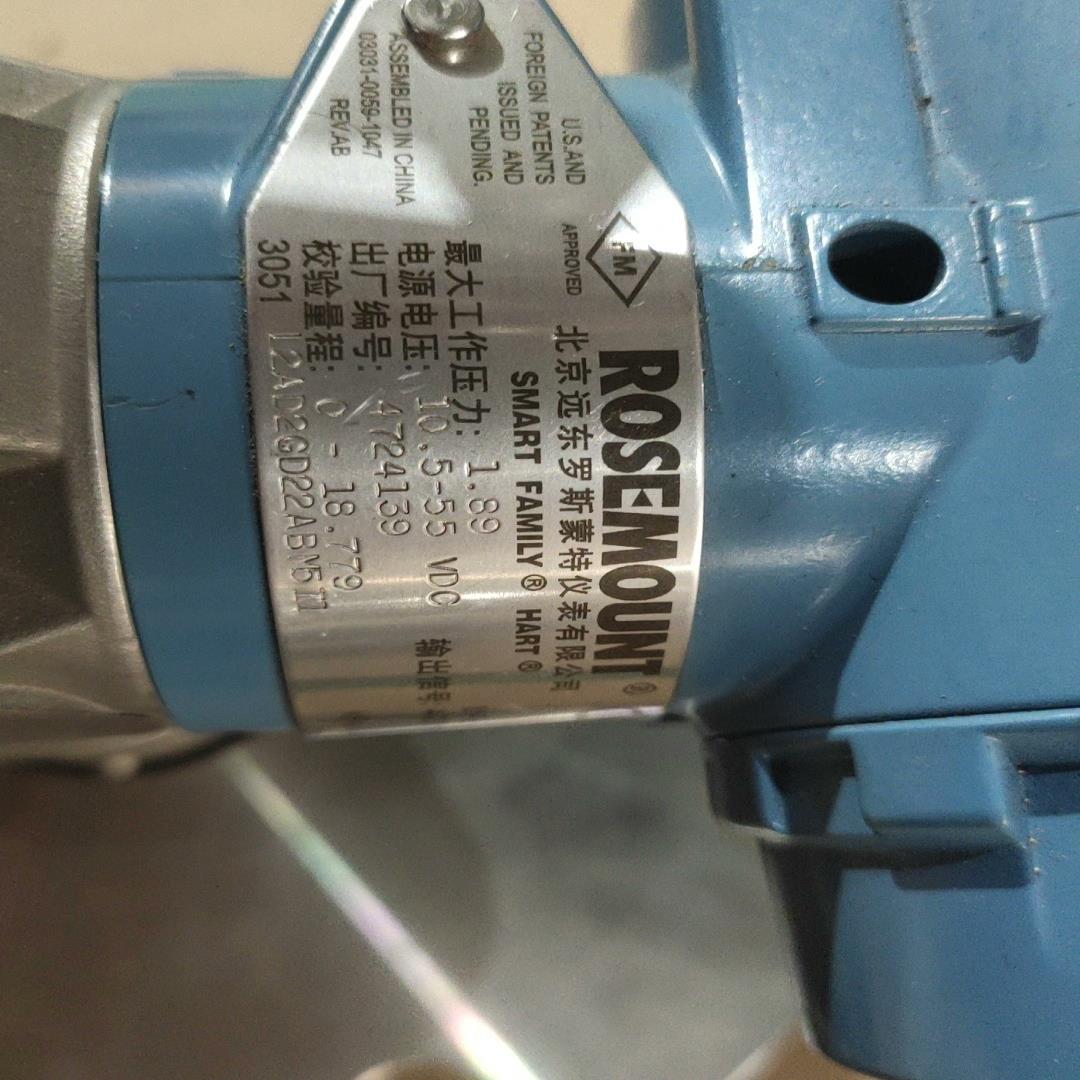 ROSEMOUNT®
北京远东罗斯蒙特仪表有限公司
SMART FAMILY® HART®
FM
APPROVED
U.S.AND
FOREIGN PATENTS
ISSUED AND
PENDING.
ASSEMBLED IN CHINA
03031-0059-1047
REV.AB
最大工作压力: 1.89
电源电压: 10.5-55 VDC 输出信号
出厂编号: 4724139
校验量程: 0 - 18.779
3051